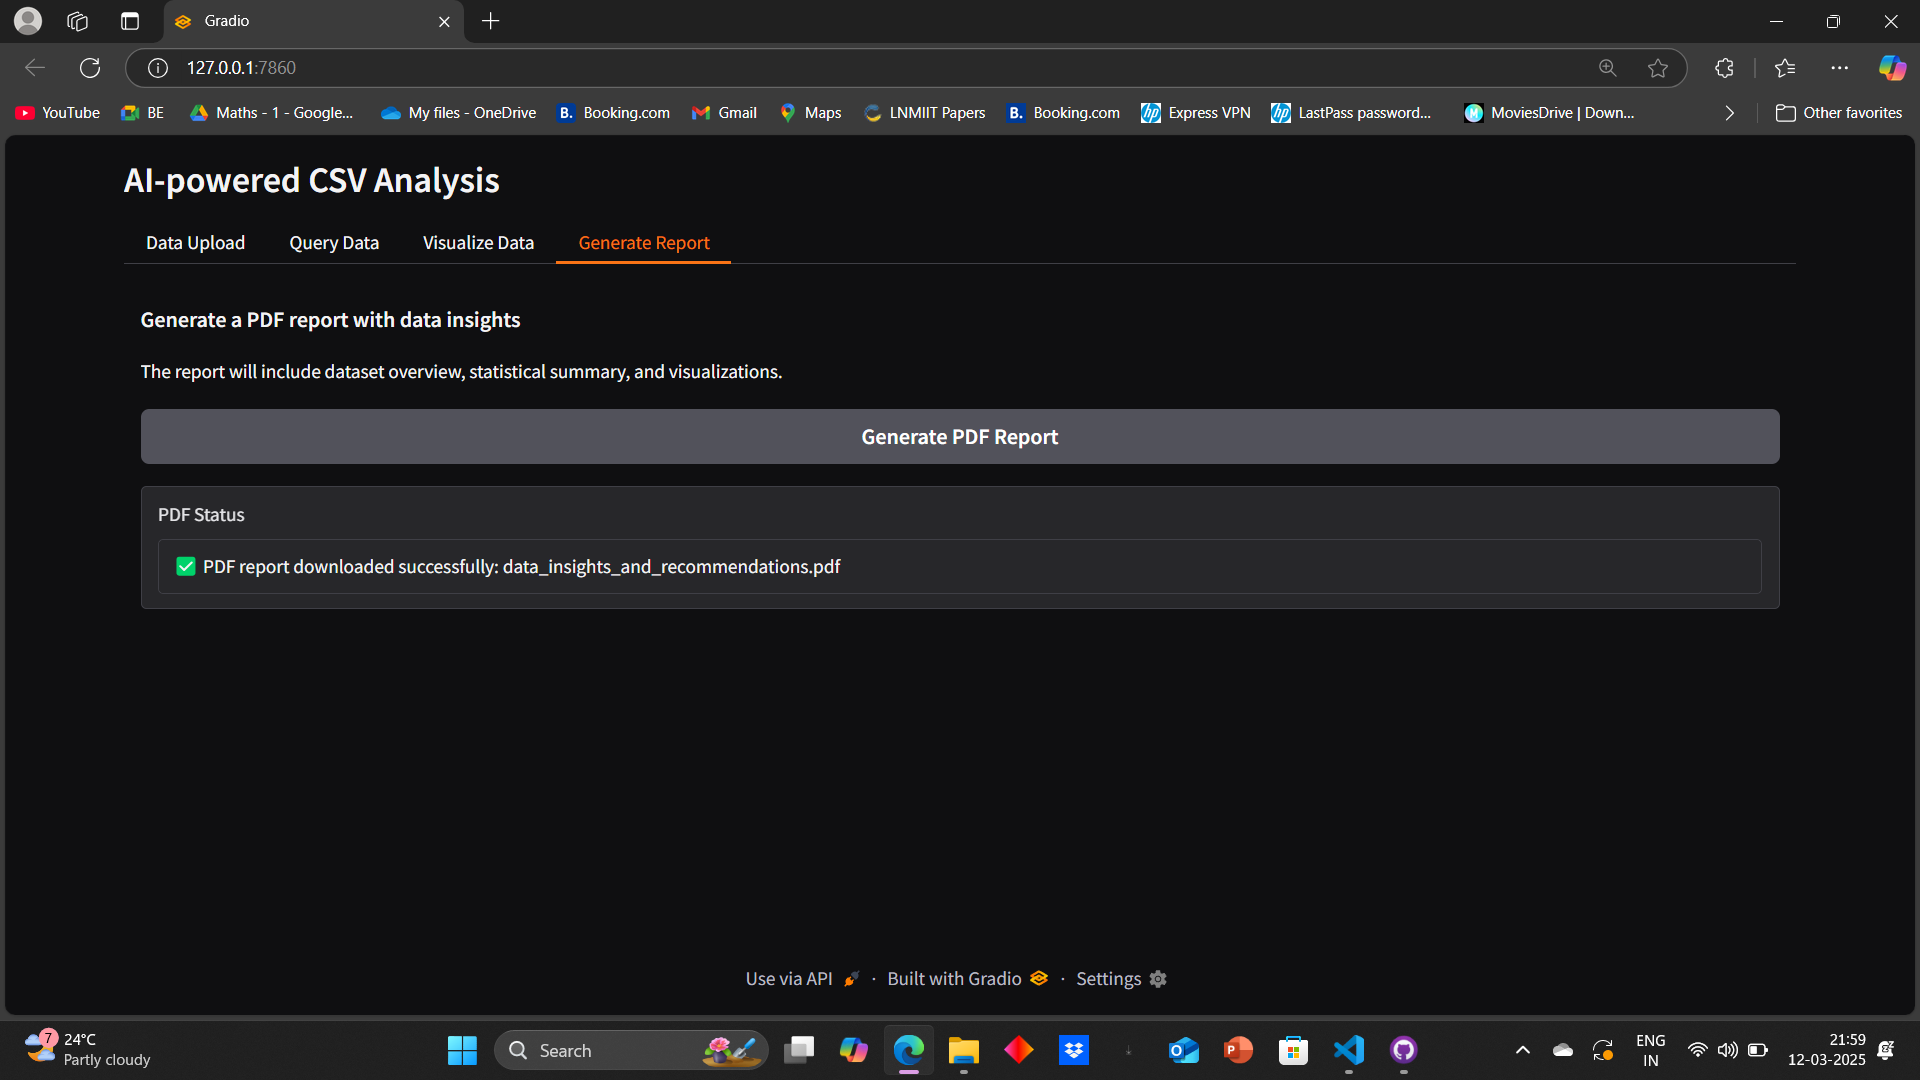 Gradio
127.0.0.1:7860
YouTube BE Maths - 1 - Google... My files - OneDrive B. Booking.com Gmail Maps LNMIIT Papers B. Booking.com hp Express VPN hp LastPass password... M MoviesDrive | Down... Other favorites
AI-powered CSV Analysis
Data Upload Query Data Visualize Data Generate Report
Generate a PDF report with data insights
The report will include dataset overview, statistical summary, and visualizations.
Generate PDF Report
PDF Status
PDF report downloaded successfully: data_insights_and_recommendations.pdf
Use via API · Built with Gradio · Settings
7 24°C
Partly cloudy
Search
ENG
IN
21:59
12-03-2025